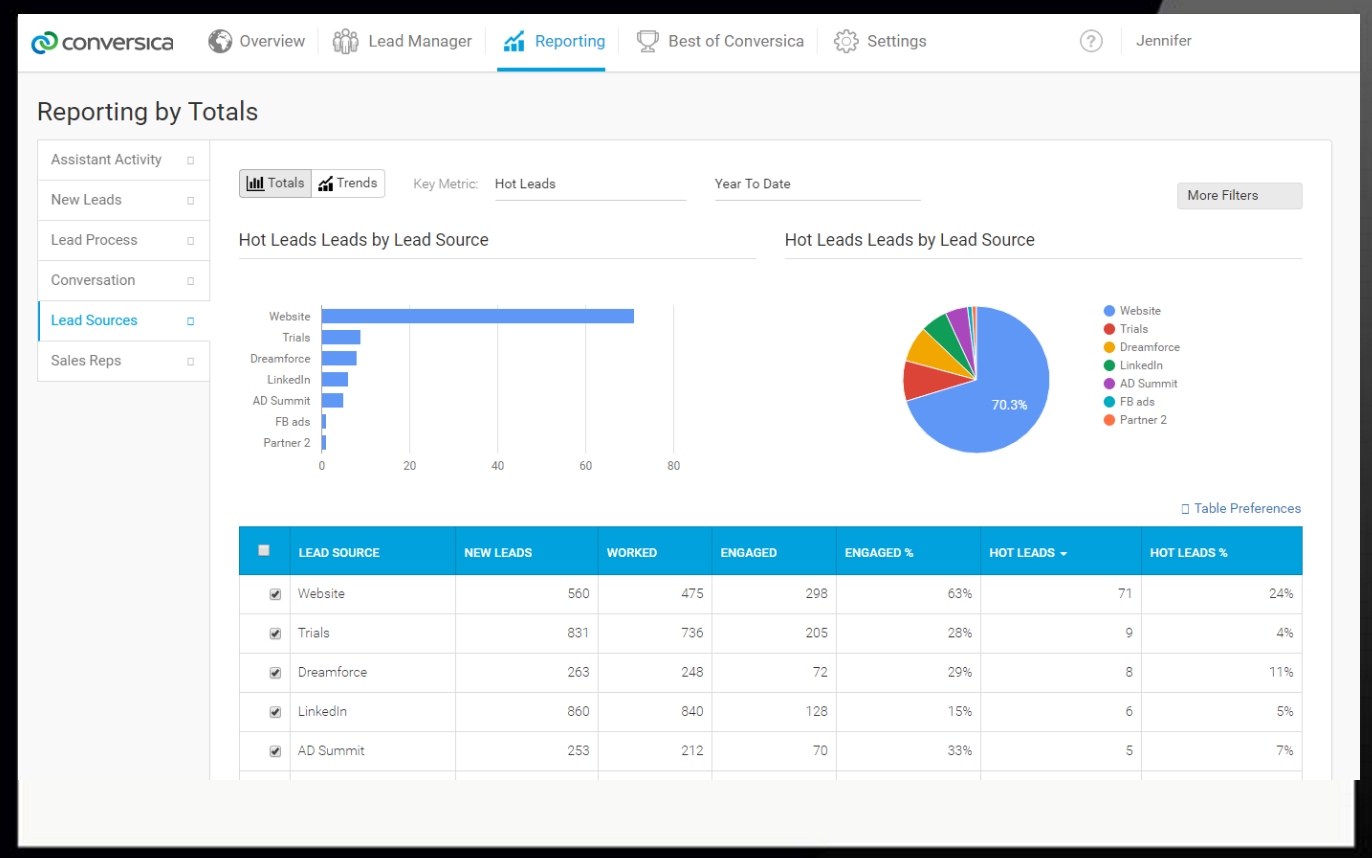 conversica
Overview
Lead Manager
Reporting
Best of Conversica
Settings
?
Jennifer
Reporting by Totals
Assistant Activity
New Leads
Lead Process
Conversation
Lead Sources
Sales Reps
Totals
Trends
Key Metric:
Hot Leads
Year To Date
More Filters
Hot Leads Leads by Lead Source
Website
Trials
Dreamforce
LinkedIn
AD Summit
FB ads
Partner 2
0 20 40 60 80
Hot Leads Leads by Lead Source
70.3%
Website
Trials
Dreamforce
LinkedIn
AD Summit
FB ads
Partner 2
Table Preferences
LEAD SOURCE NEW LEADS WORKED ENGAGED ENGAGED % HOT LEADS HOT LEADS %
Website 560 475 298 63% 71 24%
Trials 831 736 205 28% 9 4%
Dreamforce 263 248 72 29% 8 11%
LinkedIn 860 840 128 15% 6 5%
AD Summit 253 212 70 33% 5 7%